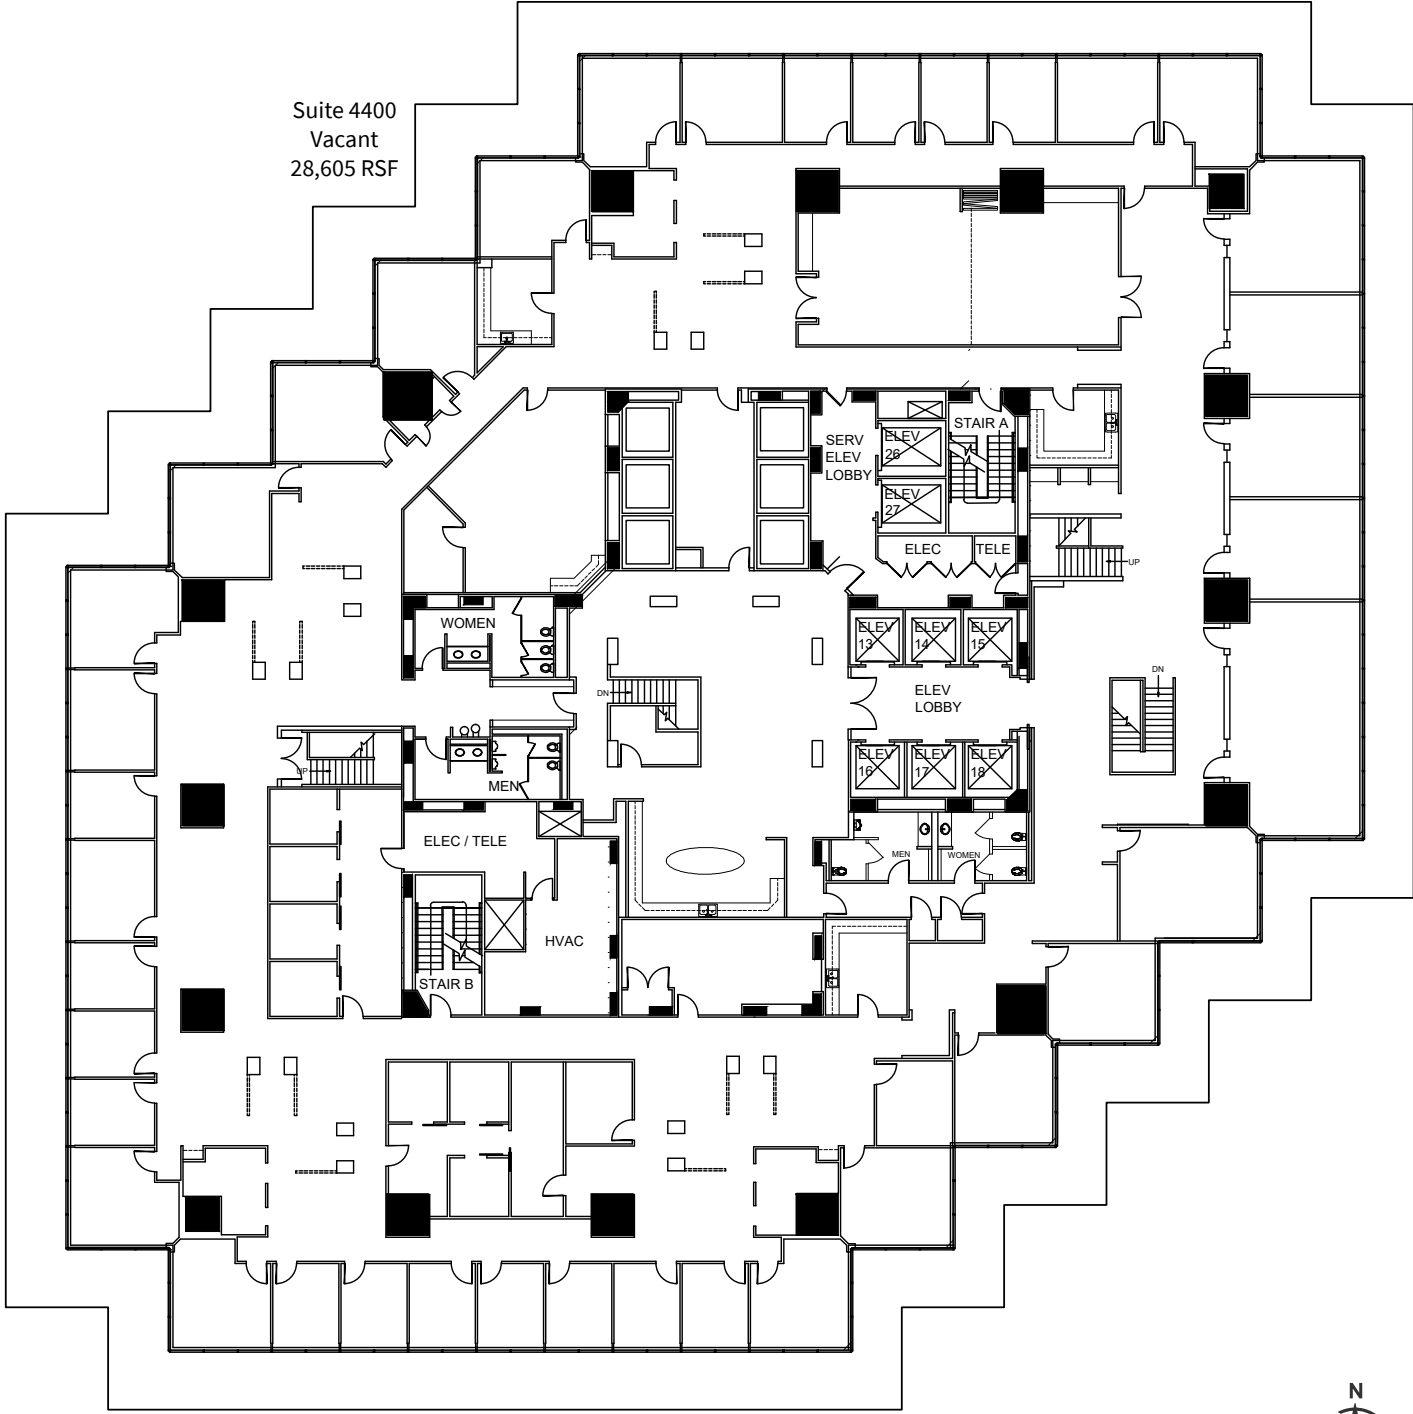 Suite 4400
Vacant
28,605 RSF
STAIR A
SERV
ELEV
LOBBY
ELEV
26
ELEV
27
ELEC
TELE
UP
WOMEN
ELEV
13
ELEV
14
ELEV
15
DN
ELEV
LOBBY
DN
UP
MEN
ELEV
16
ELEV
17
ELEV
18
ELEC / TELE
MEN
WOMEN
HVAC
STAIR B
N